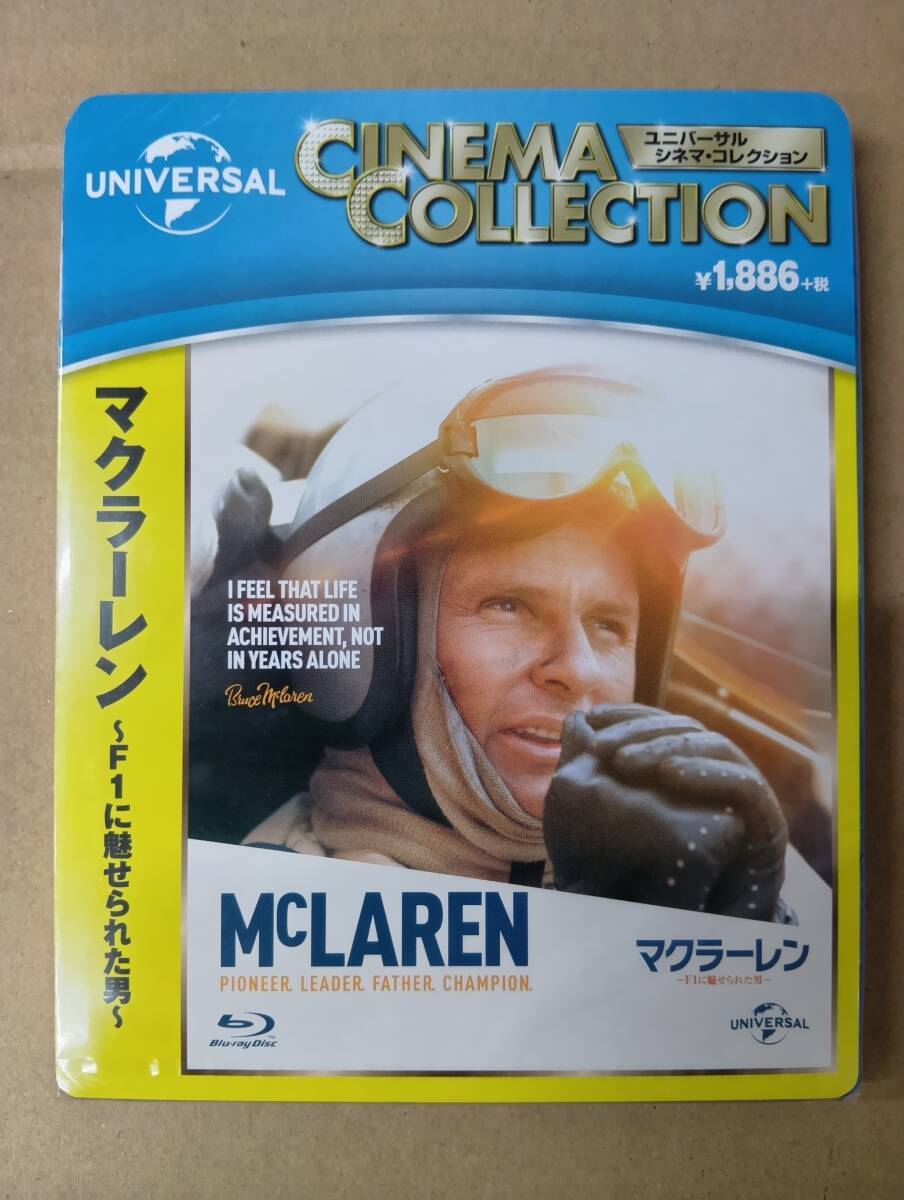 UNIVERSAL
CINEMA
COLLECTION
ユニバーサル
シネマ・コレクション
¥1,886+税
マクラーレン
～F1に魅せられた男～
I FEEL THAT LIFE
IS MEASURED IN
ACHIEVEMENT, NOT
IN YEARS ALONE
Bruce McLaren
McLAREN
PIONEER. LEADER. FATHER. CHAMPION.
マクラーレン
～F1に魅せられた男～
Blu-ray Disc™
UNIVERSAL